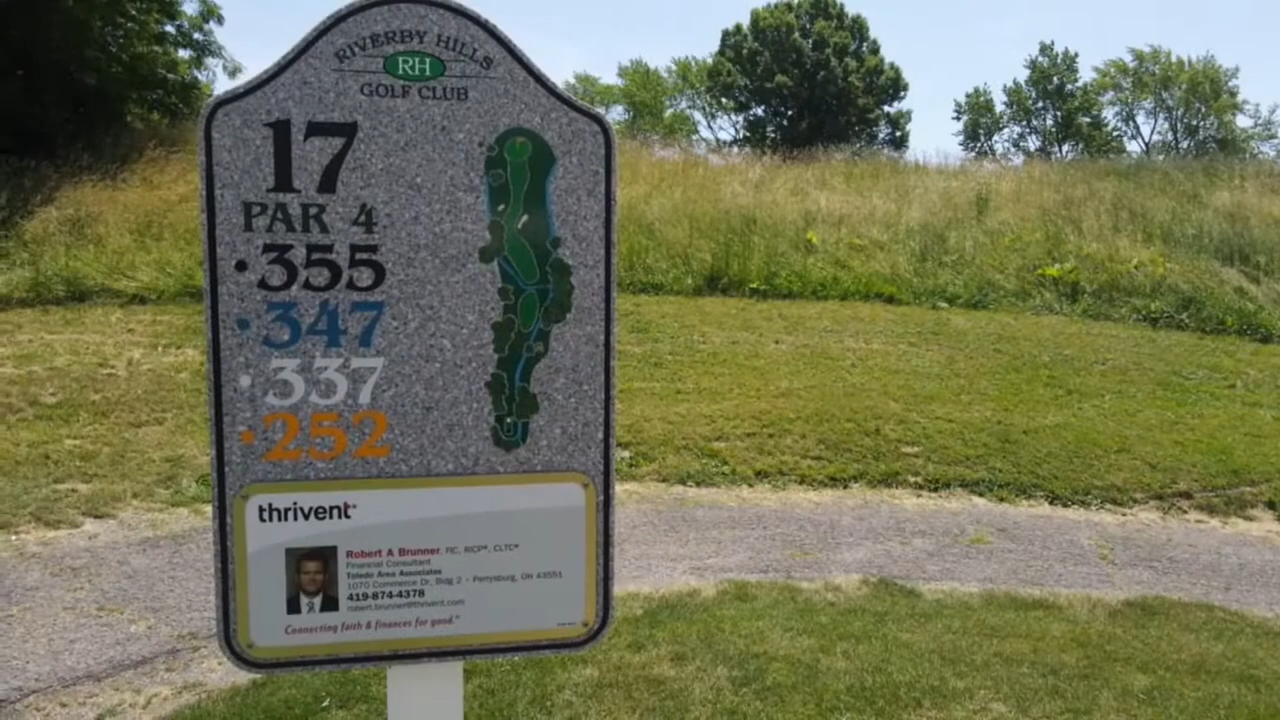 RIVERBY HILLS
RH
GOLF CLUB
17
PAR 4
·355
·347
·337
·252
thrivent
Robert A Brunner, FIC, RICP®, CLTC®
Financial Consultant
Toledo Area Associates
1070 Commerce Dr, Bldg 2 - Perrysburg, OH 43551
419-874-4378
robert.brunner@thrivent.com
Connecting faith & finances for good.®